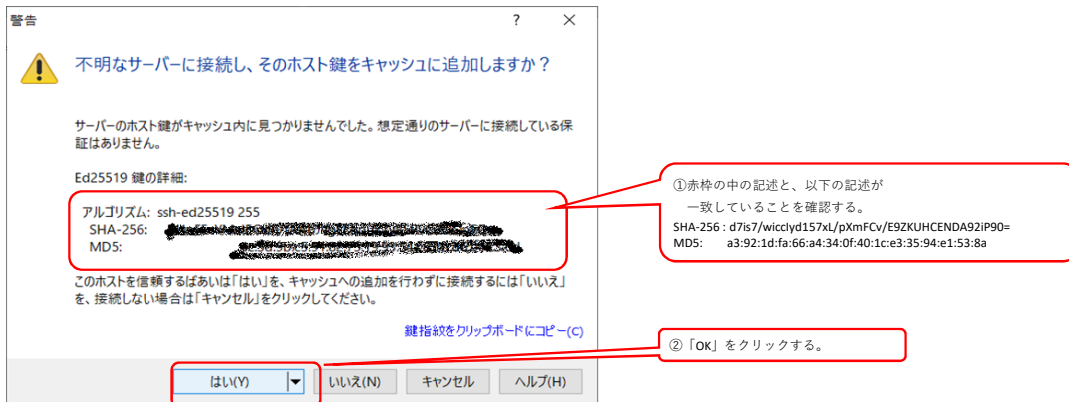 警告
?
不明なサーバーに接続し、そのホスト鍵をキャッシュに追加しますか？
サーバーのホスト鍵がキャッシュ内に見つかりませんでした。想定通りのサーバーに接続している保
証はありません。
Ed25519 鍵の詳細:
アルゴリズム: ssh-ed25519 255
SHA-256:
MD5:
このホストを信頼するばあいは「はい」を、キャッシュへの追加を行わずに接続するには「いいえ」
を、接続しない場合は「キャンセル」をクリックしてください。
鍵指紋をクリップボードにコピー(C)
はい(Y)
いいえ(N)
キャンセル
ヘルプ(H)
①赤枠の中の記述と、以下の記述が
一致していることを確認する。
SHA-256 : d7is7/wiccIyd157xL/pXmFCv/E9ZKUHCENDA92iP90=
MD5: a3:92:1d:fa:66:a4:34:0f:40:1c:e3:35:94:e1:53:8a
②「OK」をクリックする。